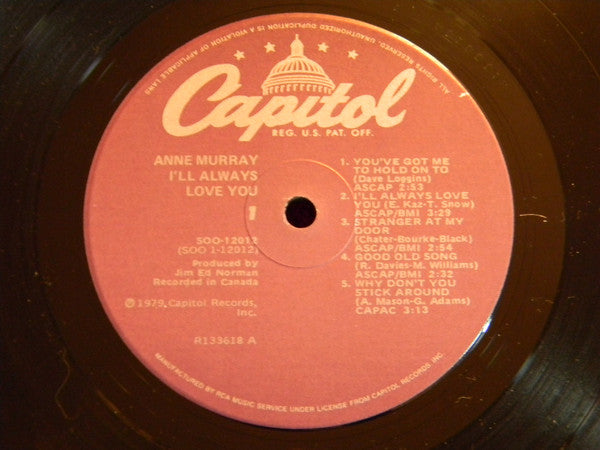 ALL RIGHTS RESERVED. UNAUTHORIZED DUPLICATION IS A VIOLATION OF APPLICABLE LAWS
Capitol
REG. U.S. PAT. OFF.
ANNE MURRAY
I'LL ALWAYS
LOVE YOU
1
SOO-12012
(SOO 1-12012)
Produced by
Jim Ed Norman
Recorded in Canada
℗1979, Capitol Records,
Inc.
R133618 A
1. YOU'VE GOT ME
TO HOLD ON TO
(Dave Loggins)
ASCAP 2:53
2. I'LL ALWAYS LOVE
YOU (E. Kaz-T. Snow)
ASCAP/BMI 3:29
3. STRANGER AT MY
DOOR
(Chater-Bourke-Black)
ASCAP/BMI 2:54
4. GOOD OLD SONG
(R. Davies-M. Williams)
ASCAP/BMI 2:32
5. WHY DON'T YOU
STICK AROUND
(A. Mason-G. Adams)
CAPAC 3:13
MANUFACTURED BY RCA MUSIC SERVICE UNDER LICENSE FROM CAPITOL RECORDS INC.